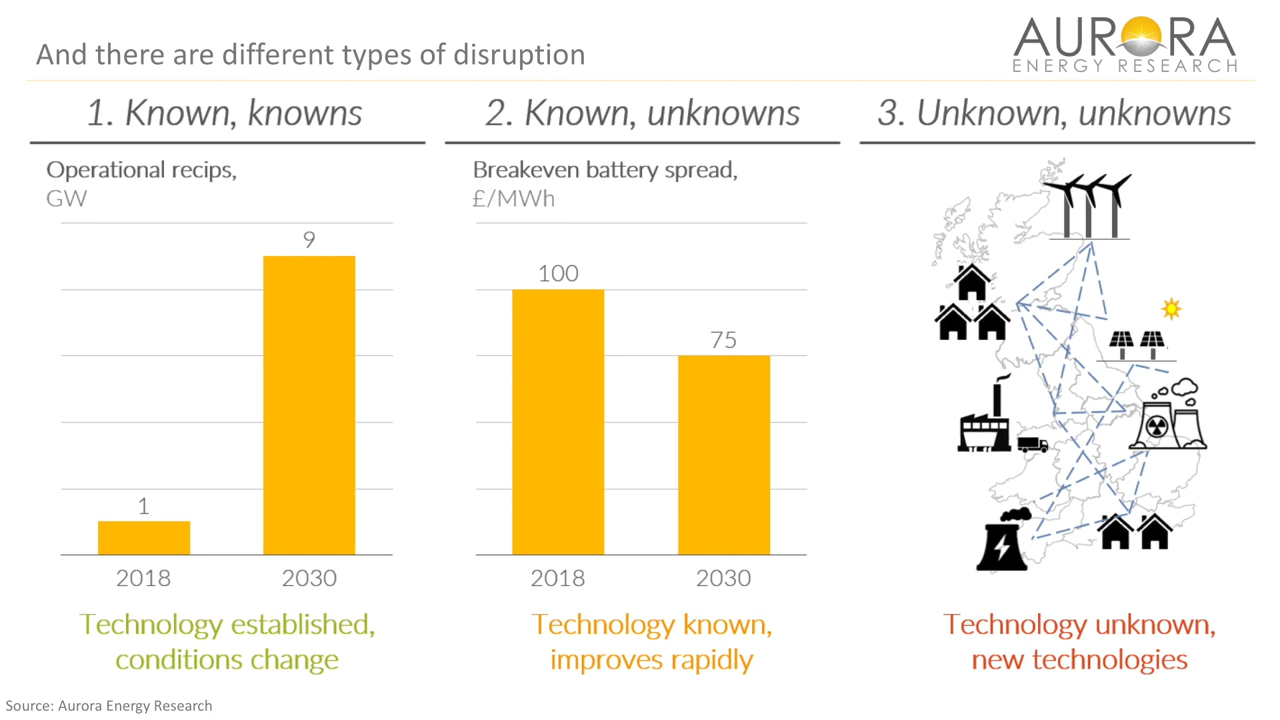 And there are different types of disruption
AURORA
ENERGY RESEARCH
1. Known, knowns
Operational recips,
GW
9
1
2018 2030
Technology established,
conditions change
2. Known, unknowns
Breakeven battery spread,
£/MWh
100
75
2018 2030
Technology known,
improves rapidly
3. Unknown, unknowns
Technology unknown,
new technologies
Source: Aurora Energy Research